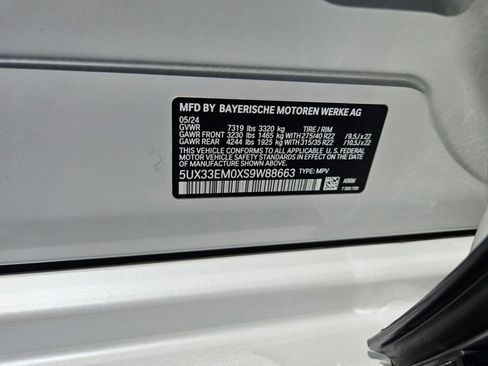 MFD BY BAYERISCHE MOTOREN WERKE AG
05/24
GVWR 7319 lbs 3320 kg TIRE / RIM
GAWR FRONT 3230 lbs 1465 kg WITH 275/40 R22 / 9.5J x 22
GAWR REAR 4244 lbs 1925 kg WITH 315/35 R22 / 10.5J x 22
THIS VEHICLE CONFORMS TO ALL APPLICABLE U.S. FEDERAL
MOTOR VEHICLE SAFETY STANDARDS IN EFFECT ON THE
DATE OF MANUFACTURE SHOWN ABOVE.
5UX33EM0XS9W88663 TYPE: MPV